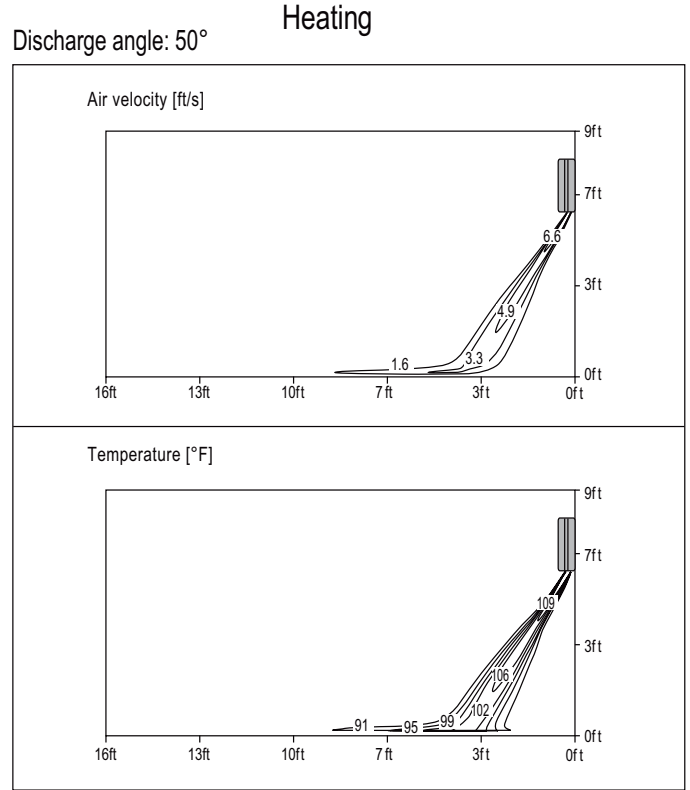 Heating
Discharge angle: 50°
Air velocity [ft/s]
9ft
7ft
6.6
3ft
4.9
3.3
1.6
0ft
16ft 13ft 10ft 7ft 3ft 0ft
Temperature [°F]
9ft
7ft
109
3ft
106
102
99
95
91
0ft
16ft 13ft 10ft 7ft 3ft 0ft